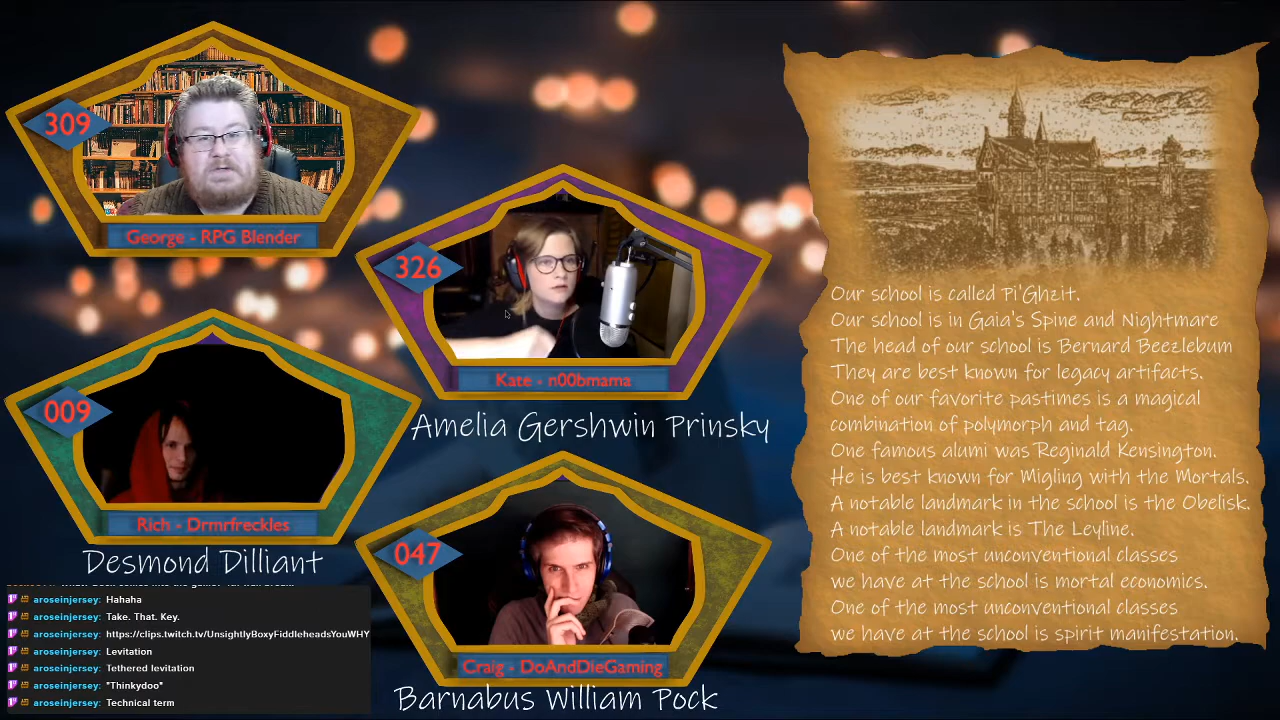 309
George - RPG Blender
326
Kate - n00bmama
Amelia Gershwin Prinsky
009
Rich - Drmrfreckles
Desmond Dilliant
047
Craig - DoAndDieGaming
Barnabus William Pock
aroseinjersey: Hahaha
aroseinjersey: Take. That. Key.
aroseinjersey: https://clips.twitch.tv/UnsightlyBoxyFiddleheadsYouWHY
aroseinjersey: Levitation
aroseinjersey: Tethered levitation
aroseinjersey: "Thinkydoo"
aroseinjersey: Technical term
Our school is called Pi'Ghzit.
Our school is in Gaia's Spine and Nightmare
The head of our school is Bernard Beezlebum
They are best known for legacy artifacts.
One of our favorite pastimes is a magical
combination of polymorph and tag.
One famous alumi was Reginald Kensington.
He is best known for Migling with the Mortals.
A notable landmark in the school is the Obelisk.
A notable landmark is The Leyline.
One of the most unconventional classes
we have at the school is mortal economics.
One of the most unconventional classes
we have at the school is spirit manifestation.